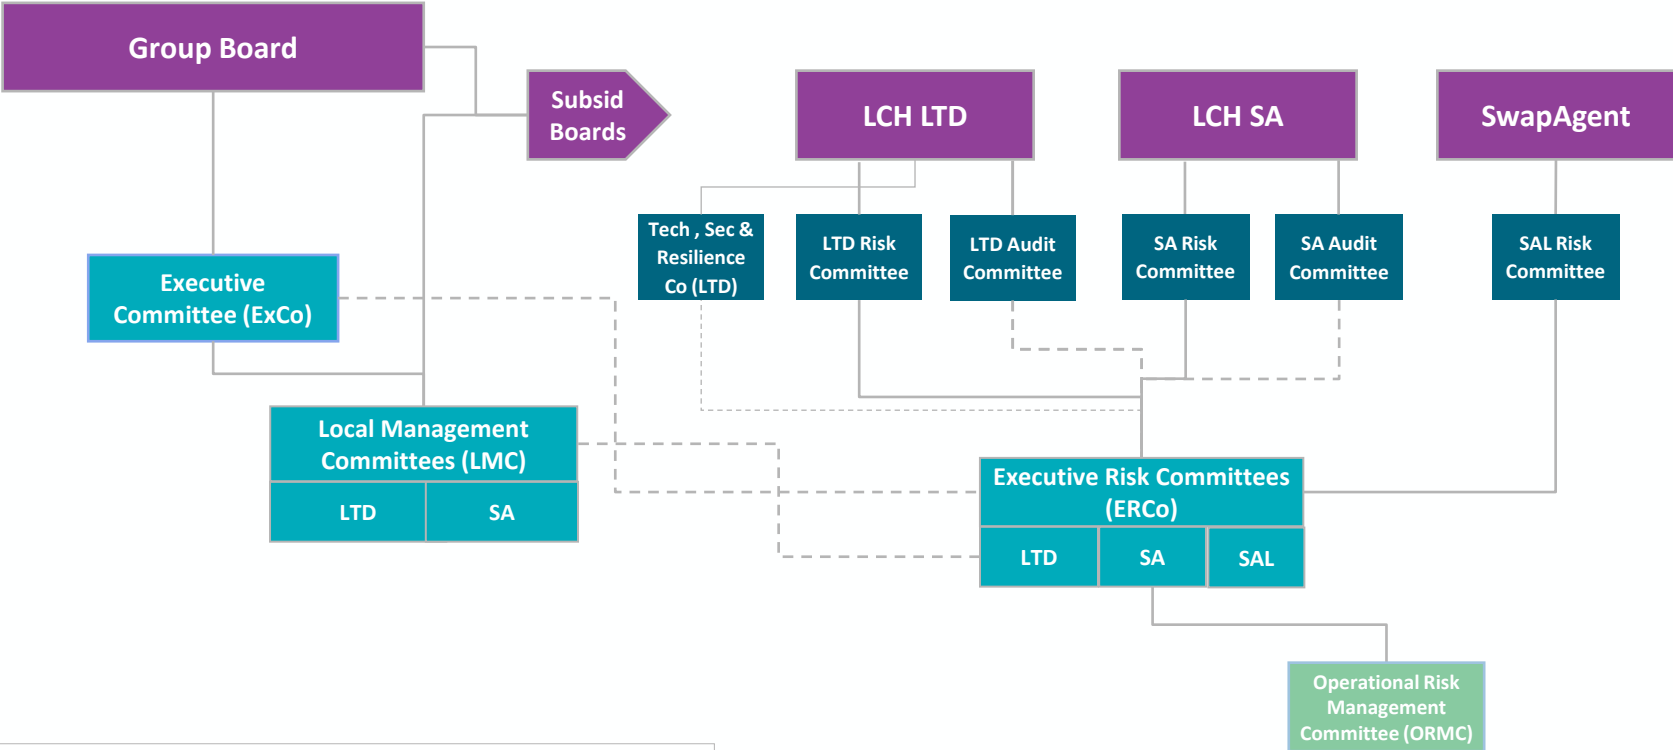 Group Board
Subsid
Boards
LCH LTD
LCH SA
SwapAgent
Tech , Sec &
Resilience
Co (LTD)
LTD Risk
Committee
LTD Audit
Committee
SA Risk
Committee
SA Audit
Committee
SAL Risk
Committee
Executive
Committee (ExCo)
Local Management
Committees (LMC)
LTD
SA
Executive Risk Committees
(ERCo)
LTD
SA
SAL
Operational Risk
Management
Committee (ORMC)